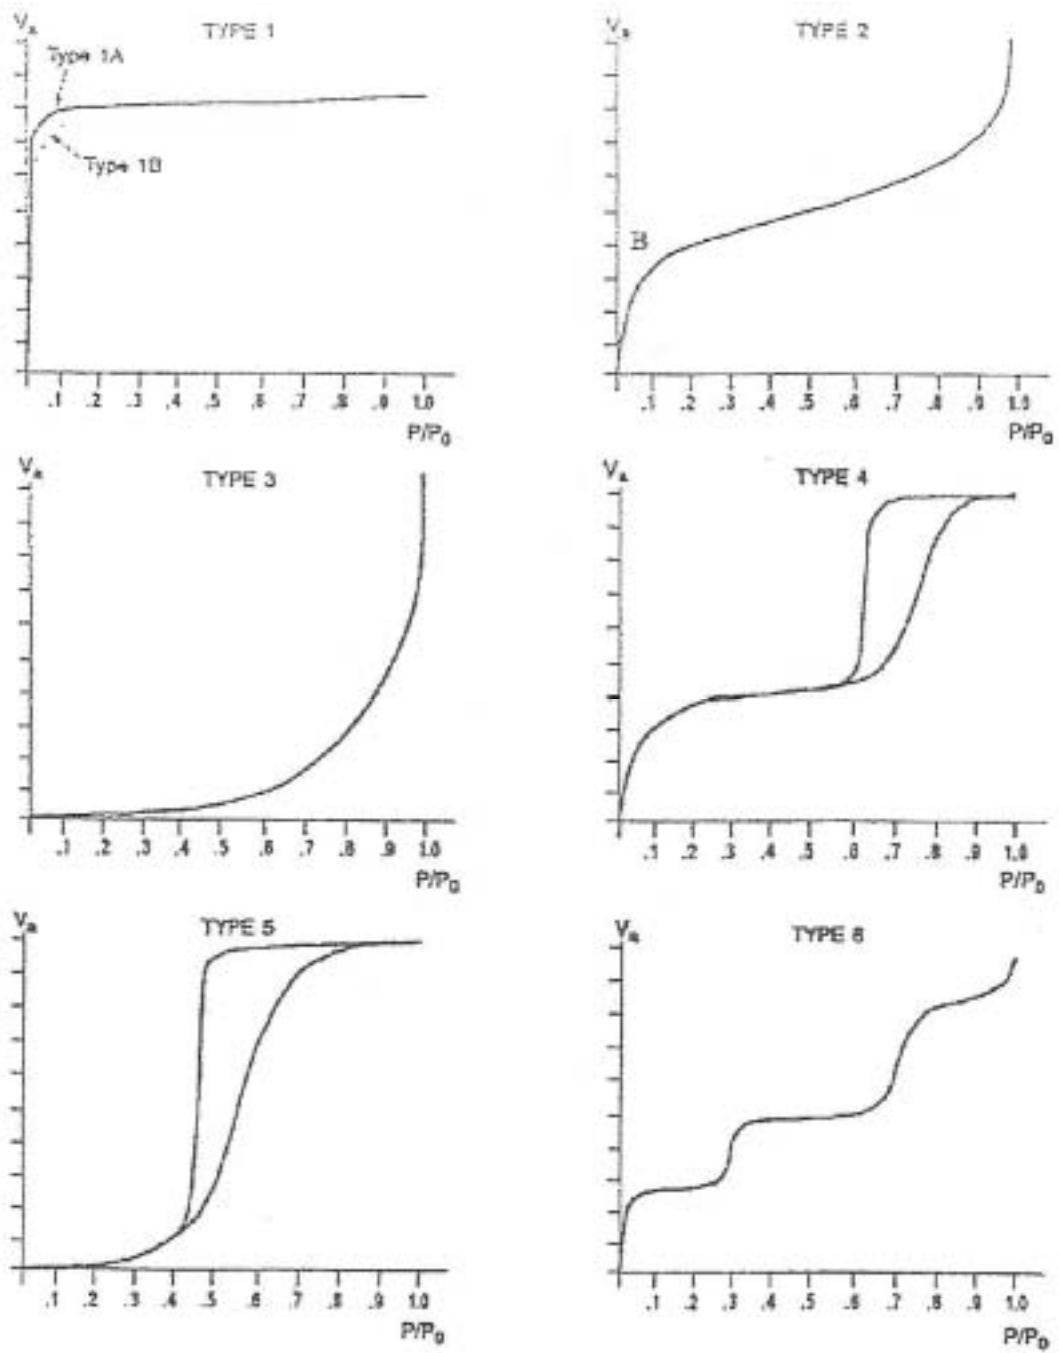 Va
TYPE 1
Type 1A
Type 1B
.1 .2 .3 .4 .5 .6 .7 .8 .9 1.0
P/P0
Va
TYPE 2
B
.1 .2 .3 .4 .5 .6 .7 .8 .9 1.0
P/P0
Va
TYPE 3
.1 .2 .3 .4 .5 .6 .7 .8 .9 1.0
P/P0
Va
TYPE 4
.1 .2 .3 .4 .5 .6 .7 .8 .9 1.0
P/P0
Va
TYPE 5
.1 .2 .3 .4 .5 .6 .7 .8 .9 1.0
P/P0
Va
TYPE 6
.1 .2 .3 .4 .5 .6 .7 .8 .9 1.0
P/P0